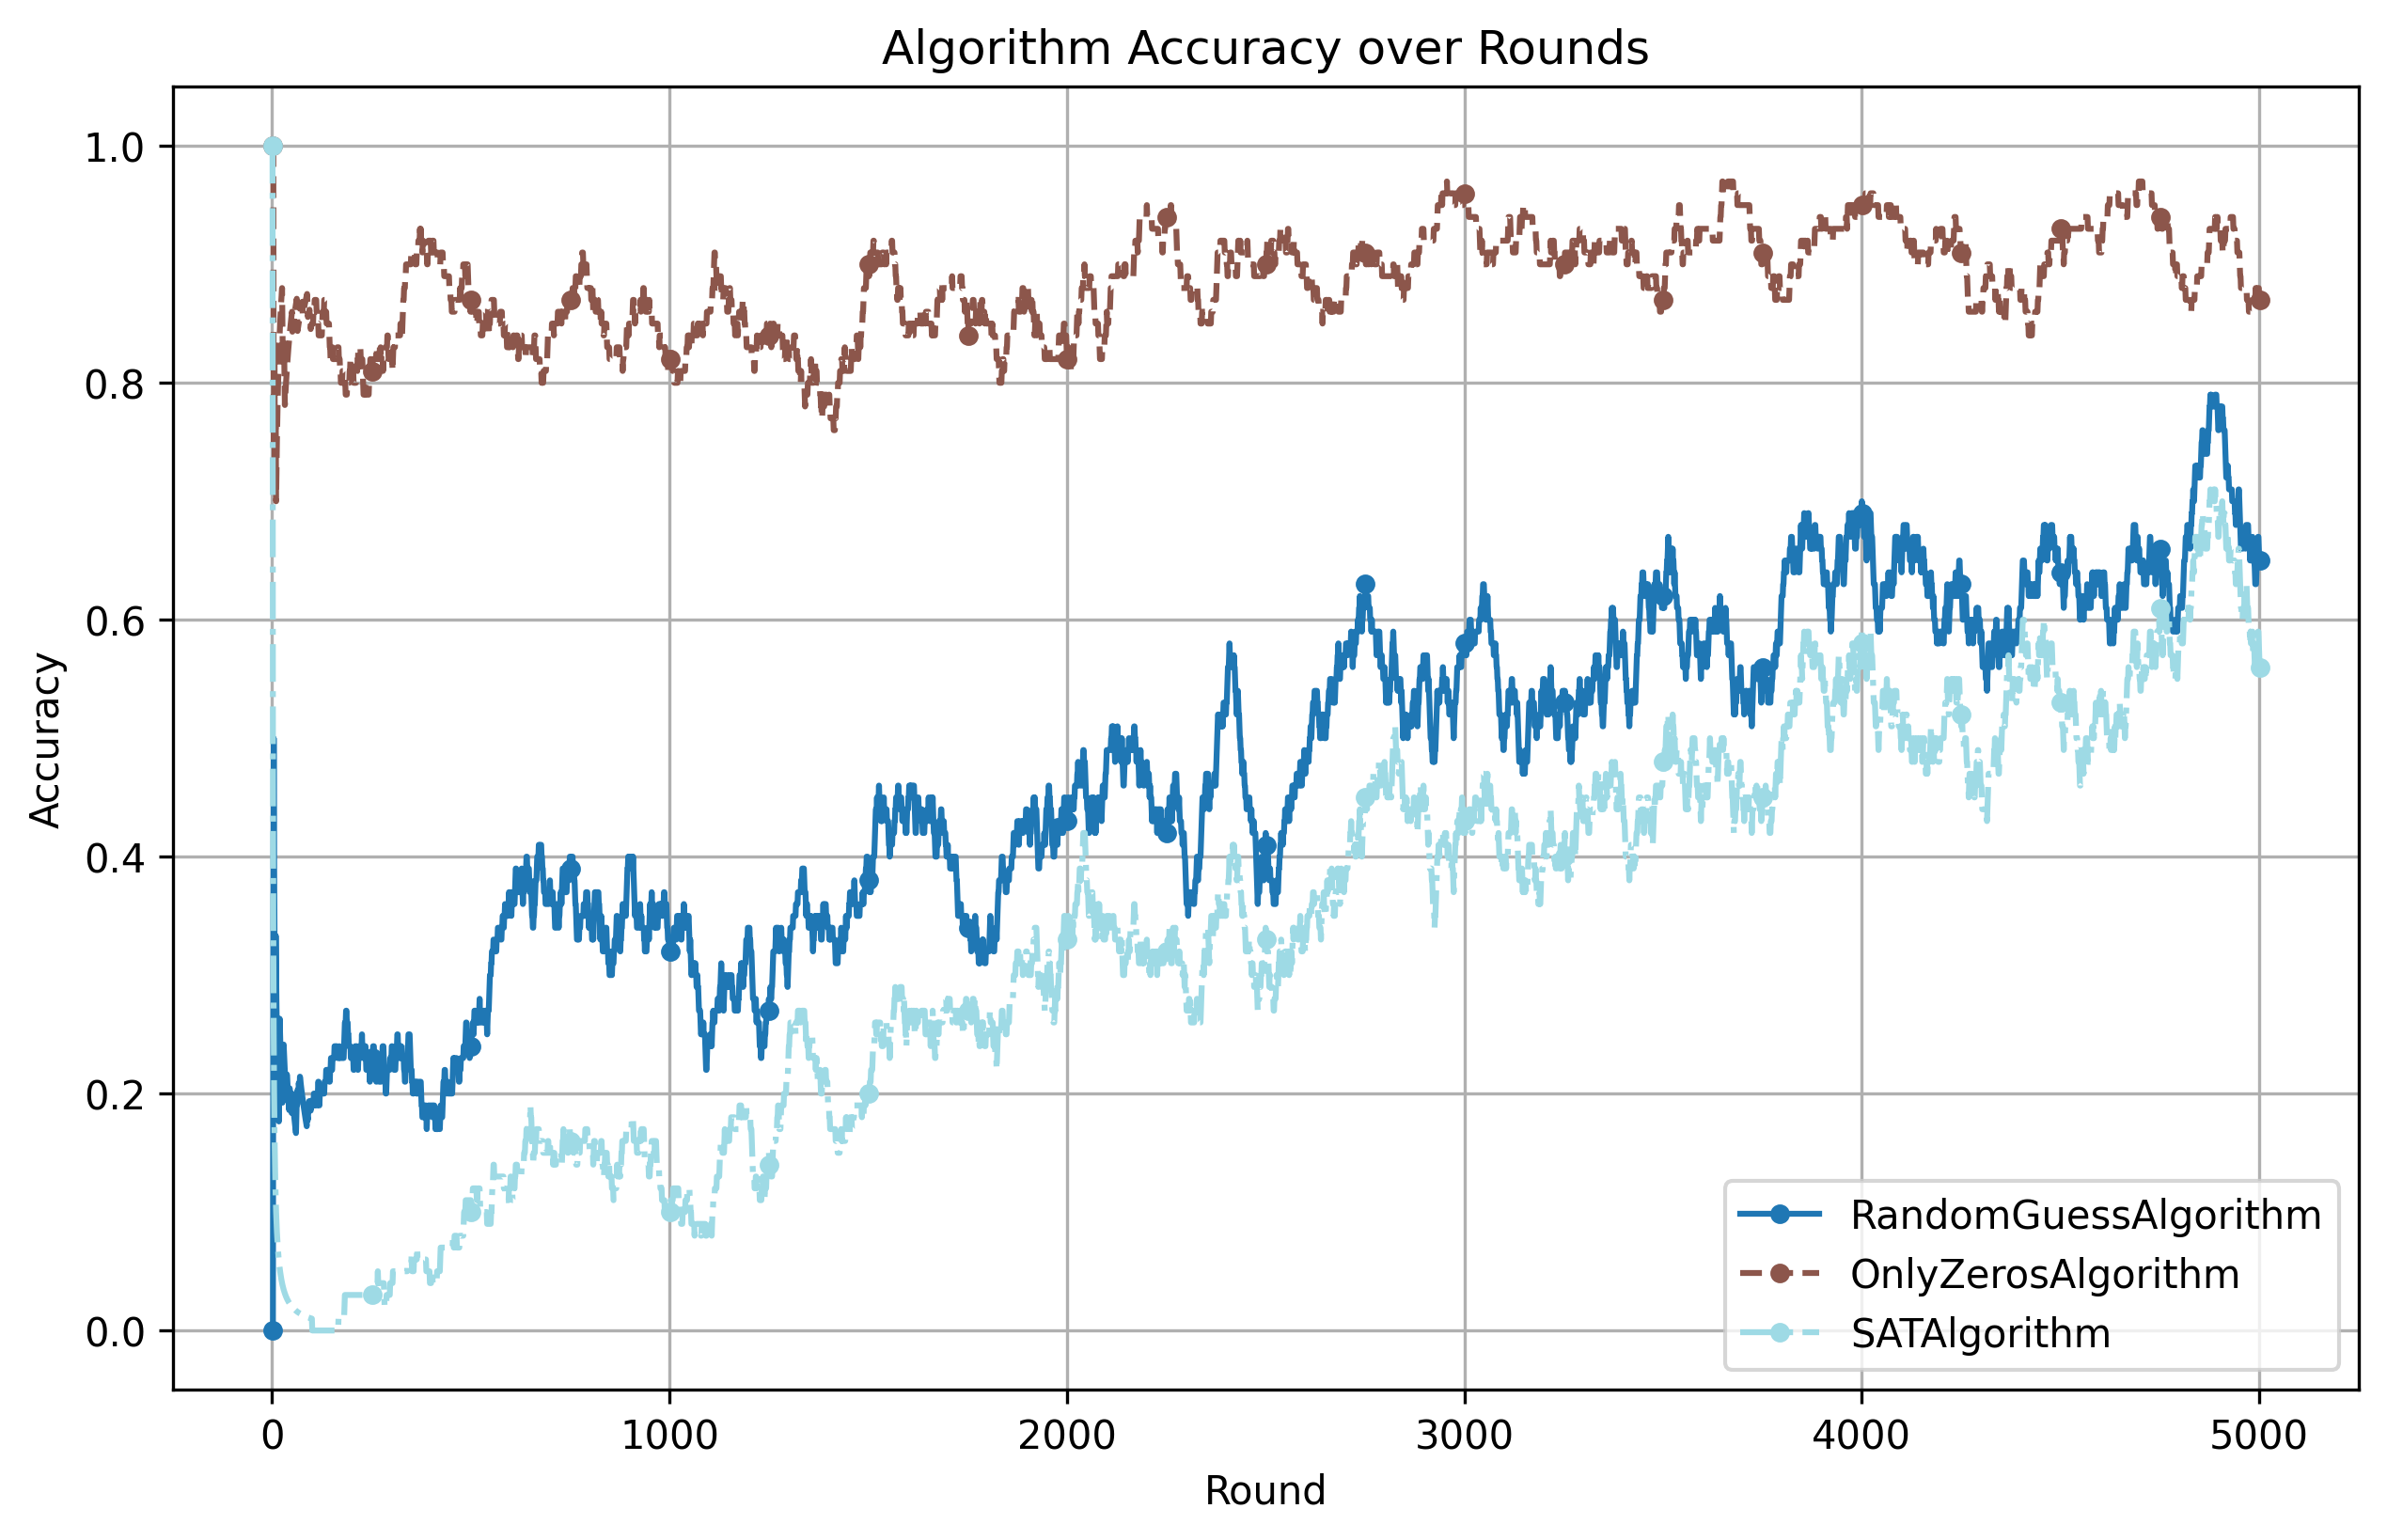 Algorithm Accuracy over Rounds
1.0
0.8
0.6
0.4
0.2
0.0
Accuracy
0 1000 2000 3000 4000 5000
Round
RandomGuessAlgorithm
OnlyZerosAlgorithm
SATAlgorithm